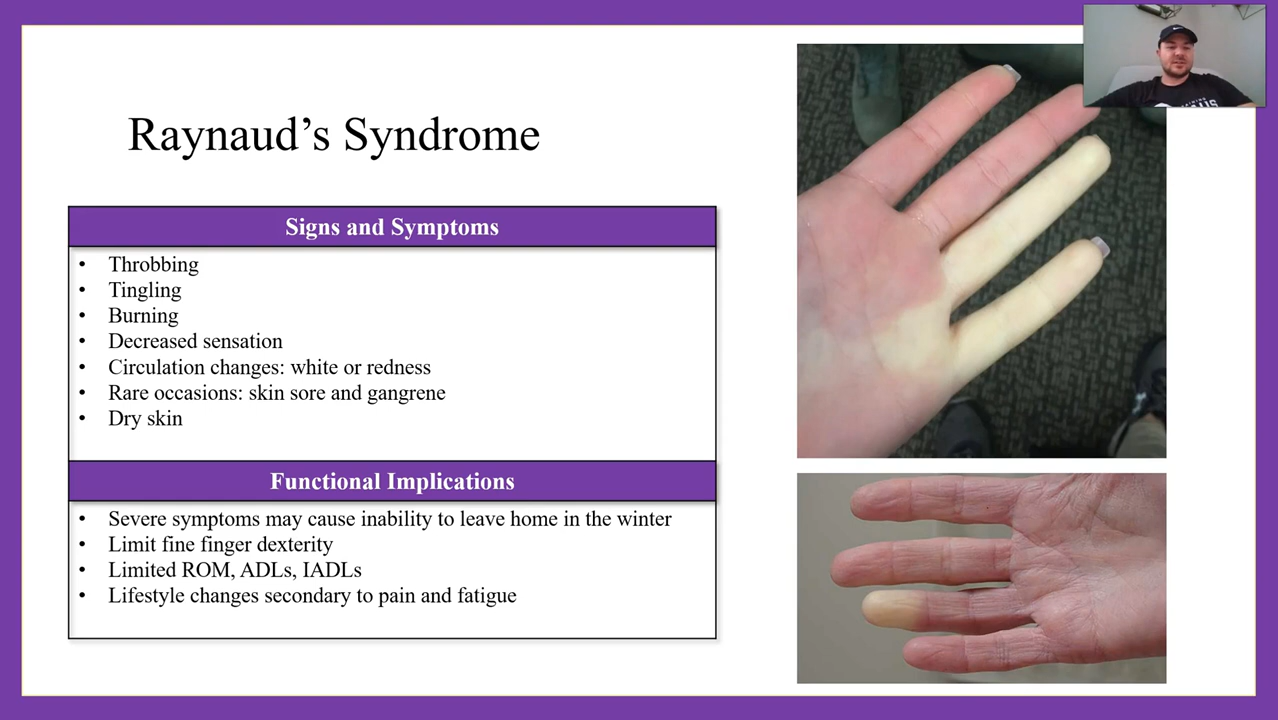 Raynaud’s Syndrome
Signs and Symptoms
• Throbbing
• Tingling
• Burning
• Decreased sensation
• Circulation changes: white or redness
• Rare occasions: skin sore and gangrene
• Dry skin
Functional Implications
• Severe symptoms may cause inability to leave home in the winter
• Limit fine finger dexterity
• Limited ROM, ADLs, IADLs
• Lifestyle changes secondary to pain and fatigue